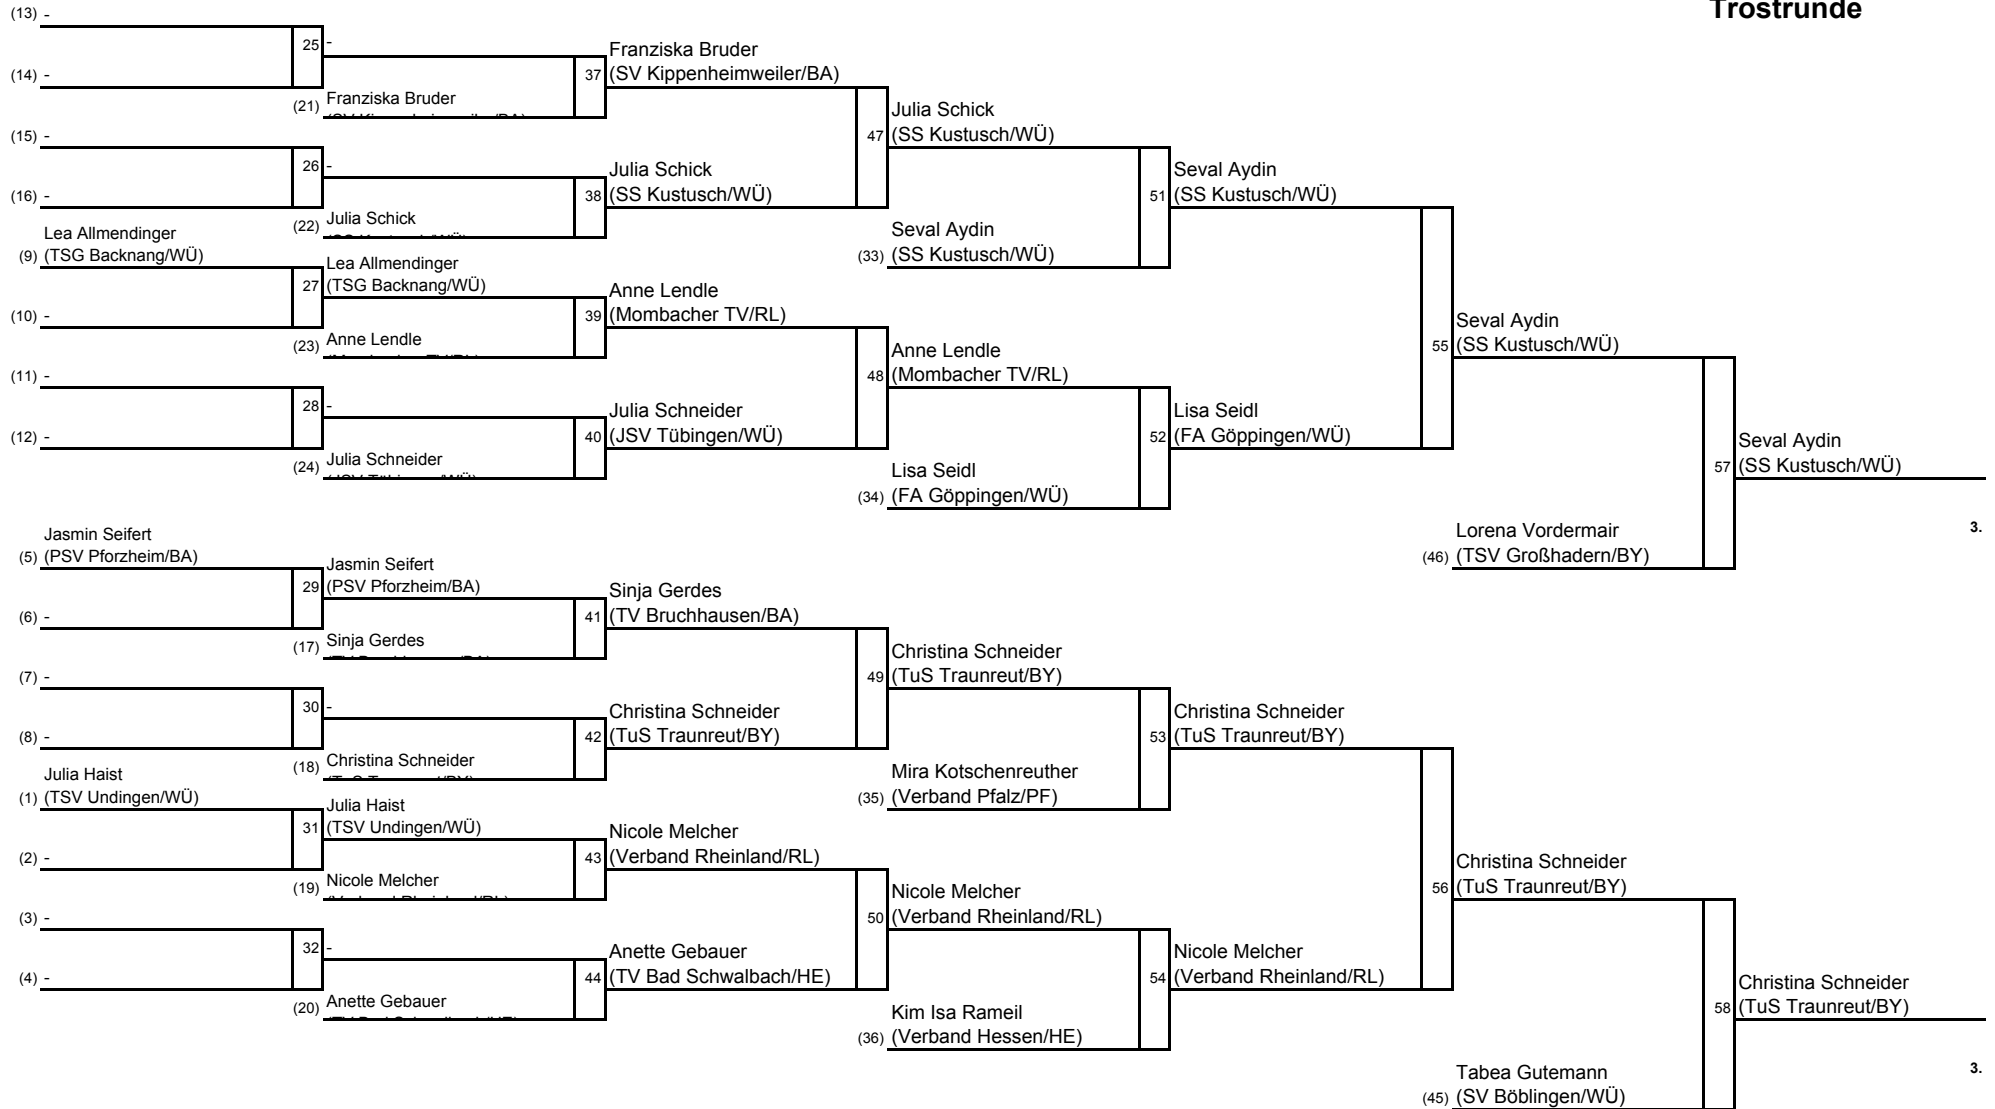 Trostrunde
(13) -
25 -
(14) -
(21) Franziska Bruder
37 Franziska Bruder
(SV Kippenheimweiler/BA)
(15) -
26 -
(16) -
(22) Julia Schick
38 Julia Schick
(SS Kustusch/WÜ)
47 Julia Schick
(SS Kustusch/WÜ)
(33) Seval Aydin
(SS Kustusch/WÜ)
51 Seval Aydin
(SS Kustusch/WÜ)
(9) Lea Allmendinger
(TSG Backnang/WÜ)
27 Lea Allmendinger
(TSG Backnang/WÜ)
(10) -
(23) Anne Lendle
39 Anne Lendle
(Mombacher TV/RL)
(11) -
28 -
(12) -
(24) Julia Schneider
40 Julia Schneider
(JSV Tübingen/WÜ)
48 Anne Lendle
(Mombacher TV/RL)
(34) Lisa Seidl
(FA Göppingen/WÜ)
52 Lisa Seidl
(FA Göppingen/WÜ)
55 Seval Aydin
(SS Kustusch/WÜ)
(46) Lorena Vordermair
(TSV Großhadern/BY)
57 Seval Aydin
(SS Kustusch/WÜ)
3.
(5) Jasmin Seifert
(PSV Pforzheim/BA)
29 Jasmin Seifert
(PSV Pforzheim/BA)
(6) -
(17) Sinja Gerdes
41 Sinja Gerdes
(TV Bruchhausen/BA)
(7) -
30 -
(8) -
(18) Christina Schneider
42 Christina Schneider
(TuS Traunreut/BY)
49 Christina Schneider
(TuS Traunreut/BY)
(35) Mira Kotschenreuther
(Verband Pfalz/PF)
53 Christina Schneider
(TuS Traunreut/BY)
(1) Julia Haist
(TSV Undingen/WÜ)
31 Julia Haist
(TSV Undingen/WÜ)
(2) -
(19) Nicole Melcher
43 Nicole Melcher
(Verband Rheinland/RL)
(3) -
32 -
(4) -
(20) Anette Gebauer
44 Anette Gebauer
(TV Bad Schwalbach/HE)
50 Nicole Melcher
(Verband Rheinland/RL)
(36) Kim Isa Rameil
(Verband Hessen/HE)
54 Nicole Melcher
(Verband Rheinland/RL)
56 Christina Schneider
(TuS Traunreut/BY)
(45) Tabea Gutemann
(SV Böblingen/WÜ)
58 Christina Schneider
(TuS Traunreut/BY)
3.